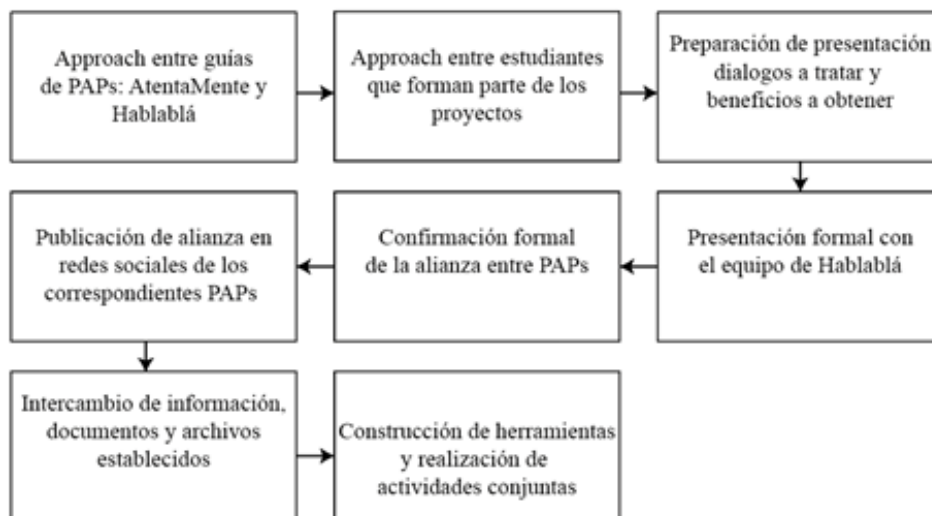 Approach entre guías
de PAPs: AtentaMente y
Hablablá
Approach entre estudiantes
que forman parte de los
proyectos
Preparación de presentación,
dialogos a tratar y
beneficios a obtener
Presentación formal con
el equipo de Hablablá
Confirmación formal
de la alianza entre PAPs
Publicación de alianza en
redes sociales de los
correspondientes PAPs
Intercambio de información,
documentos y archivos
establecidos
Construcción de herramientas
y realización de
actividades conjuntas